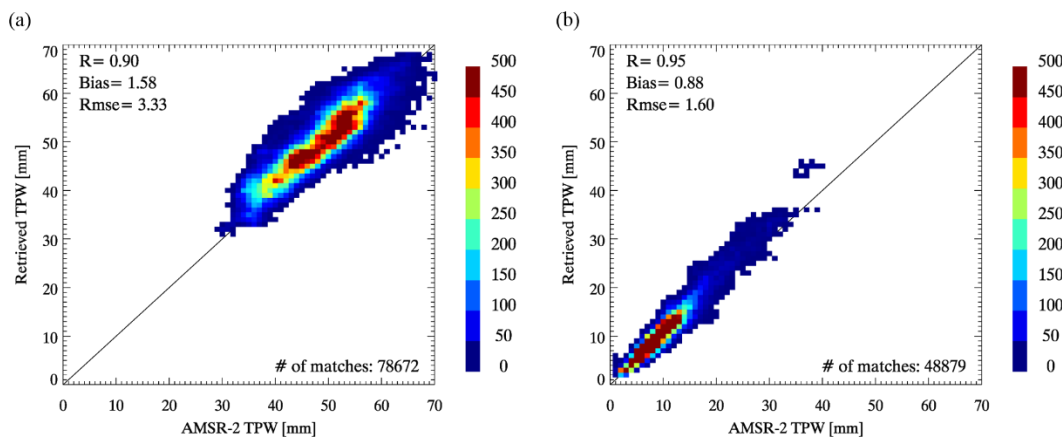 (a)
R= 0.90
Bias= 1.58
Rmse= 3.33
# of matches: 78672
Retrieved TPW [mm]
70
60
50
40
30
20
10
0
0 10 20 30 40 50 60 70
AMSR-2 TPW [mm]
500
450
400
350
300
250
200
150
100
50
0
(b)
R= 0.95
Bias= 0.88
Rmse= 1.60
# of matches: 48879
Retrieved TPW [mm]
70
60
50
40
30
20
10
0
0 10 20 30 40 50 60 70
AMSR-2 TPW [mm]
500
450
400
350
300
250
200
150
100
50
0